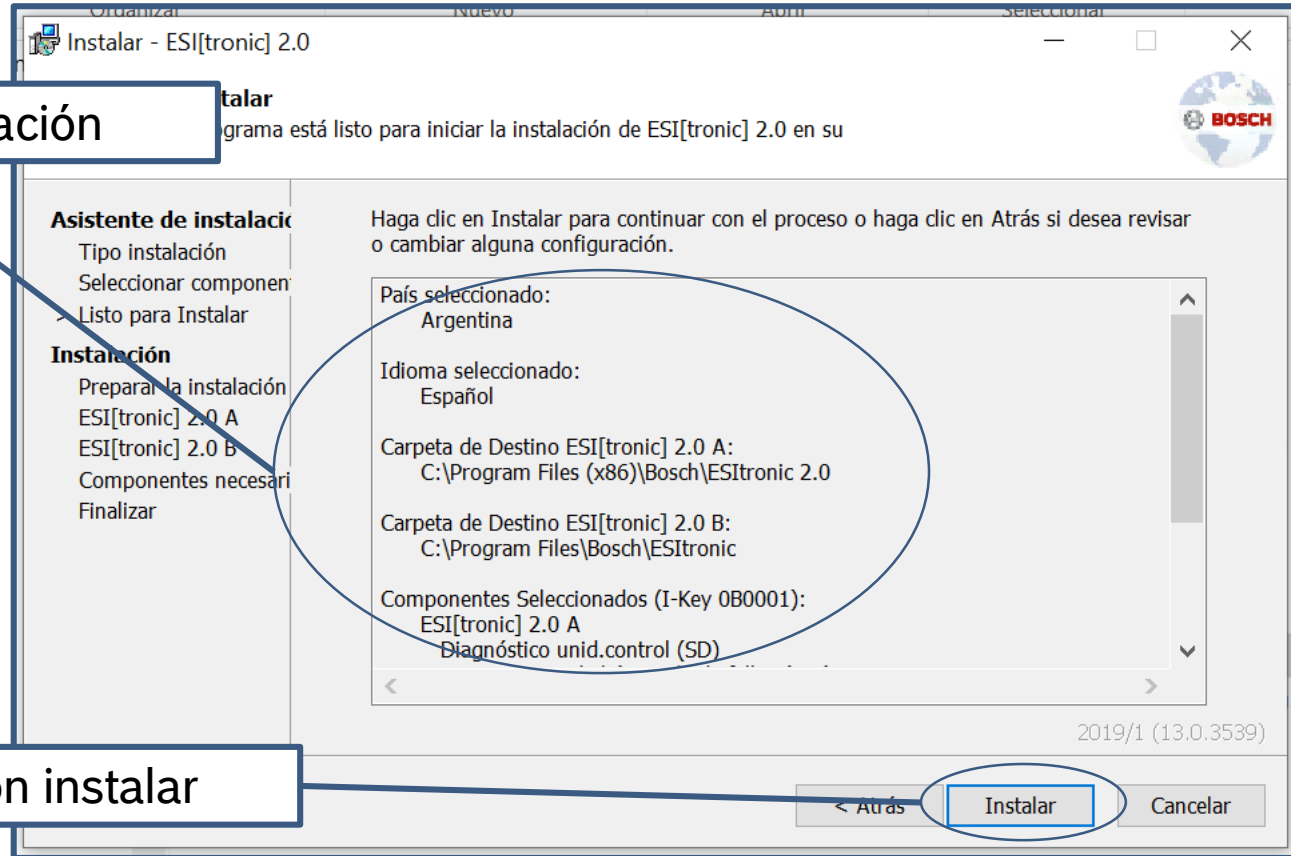 Organizar Nuevo Abrir Seleccionar
Instalar - ESI[tronic] 2.0
talar
ación
ograma está listo para iniciar la instalación de ESI[tronic] 2.0 en su
BOSCH
Asistente de instalació
Tipo instalación
Seleccionar componen
> Listo para Instalar
Instalación
Preparar la instalación
ESI[tronic] 2.0 A
ESI[tronic] 2.0 B
Componentes necesari
Finalizar
Haga clic en Instalar para continuar con el proceso o haga clic en Atrás si desea revisar
o cambiar alguna configuración.
País seleccionado:
Argentina
Idioma seleccionado:
Español
Carpeta de Destino ESI[tronic] 2.0 A:
C:\Program Files (x86)\Bosch\ESItronic 2.0
Carpeta de Destino ESI[tronic] 2.0 B:
C:\Program Files\Bosch\ESItronic
Componentes Seleccionados (I-Key 0B0001):
ESI[tronic] 2.0 A
Diagnóstico unid.control (SD)
2019/1 (13.0.3539)
ón instalar
< Atrás Instalar Cancelar